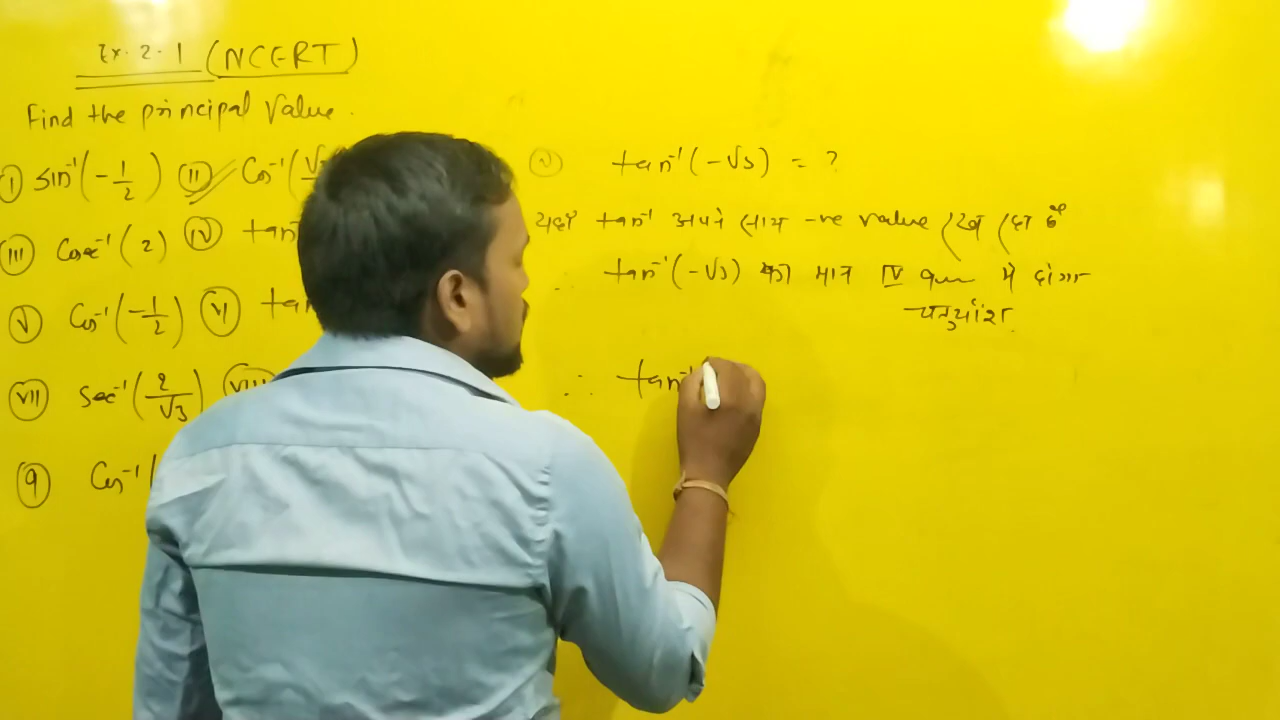 Ex. 2.1 (NCERT)
Find the principal Value.
(I) sin⁻¹(-1/2) (II) Cos⁻¹(√
(III) Cosec⁻¹(2) (IV) tan
(V) Cos⁻¹(-1/2) (VI) tan
(VII) sec⁻¹(2/√3) (VIII)
(9) Cos⁻¹(
tan⁻¹(-√3) = ?
यहाँ tan⁻¹ अपने साथ -ve value रख रहा है
∴ tan⁻¹(-√3) का मान IV में होगा
चतुर्थांश
∴ tan⁻¹